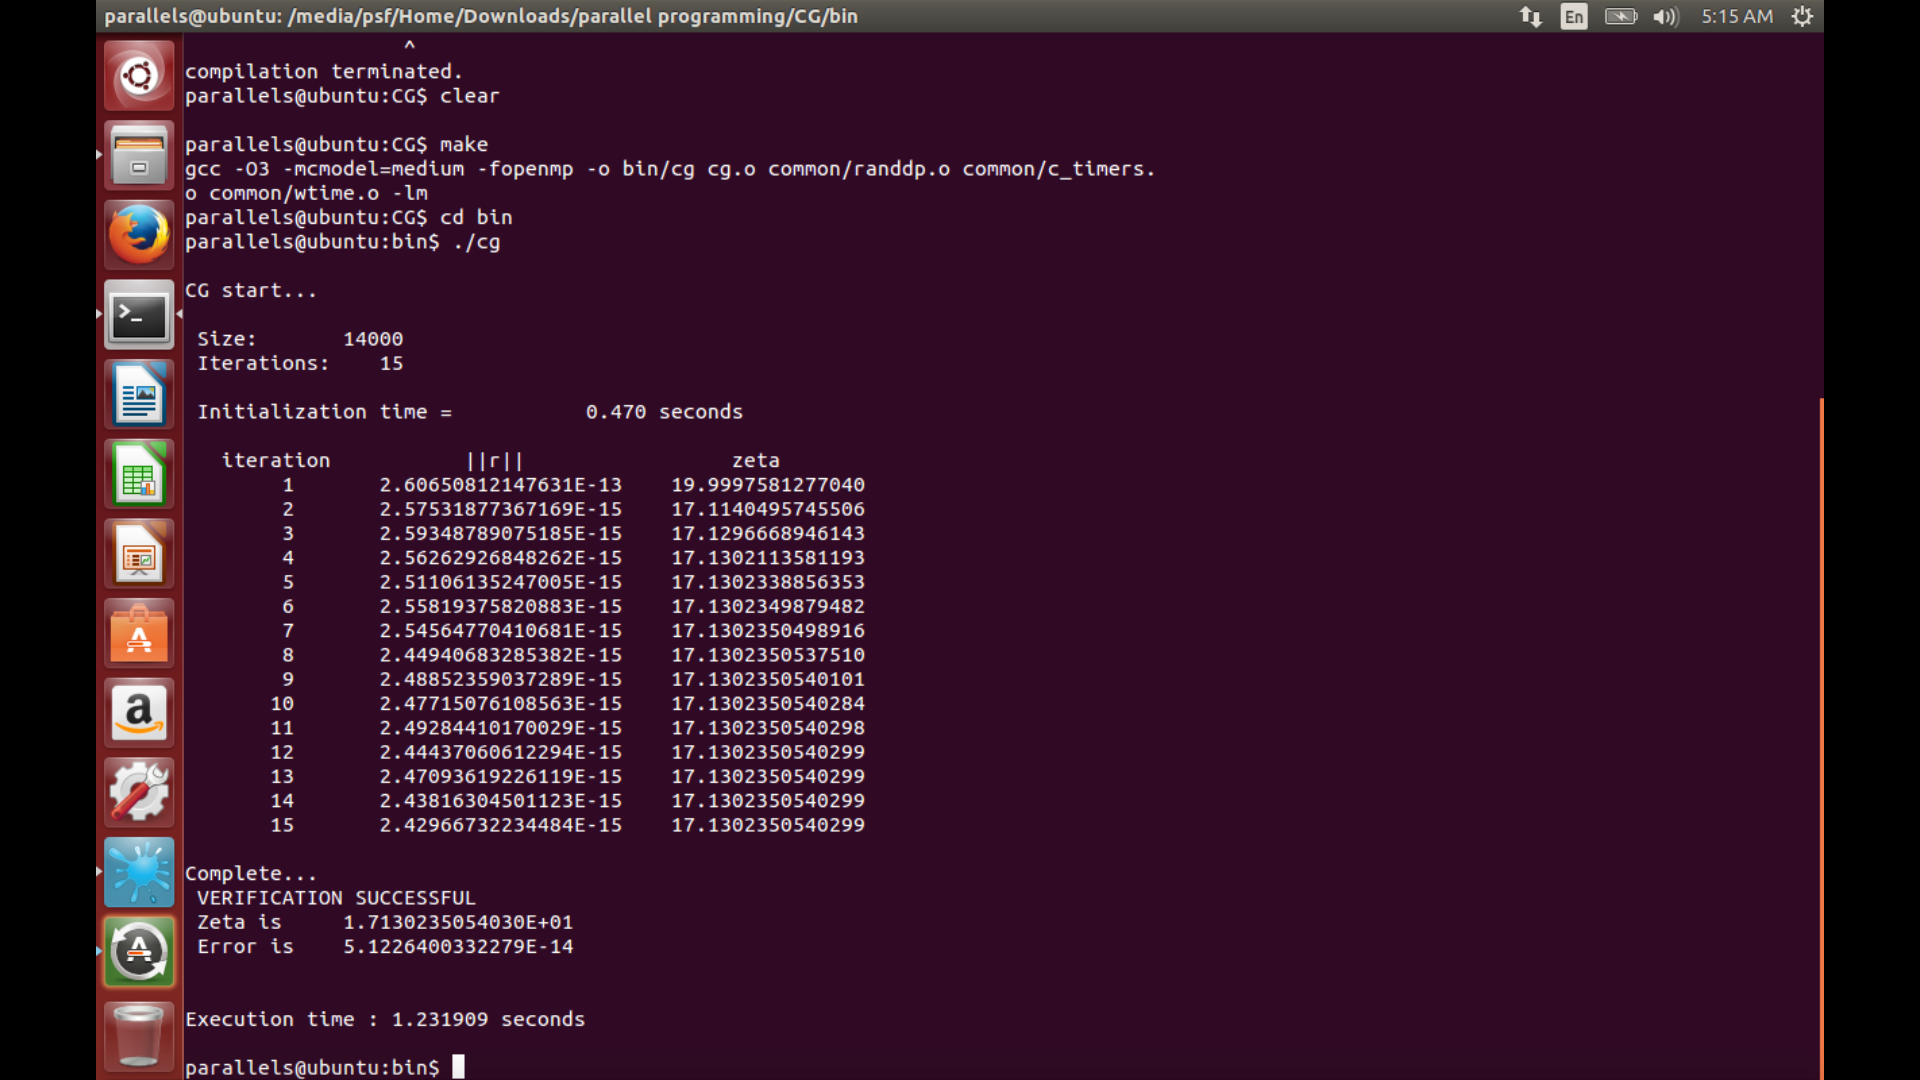 parallels@ubuntu: /media/psf/Home/Downloads/parallel programming/CG/bin
En
5:15 AM
^
compilation terminated.
parallels@ubuntu:CG$ clear
parallels@ubuntu:CG$ make
gcc -O3 -mcmodel=medium -fopenmp -o bin/cg cg.o common/randdp.o common/c_timers.
o common/wtime.o -lm
parallels@ubuntu:CG$ cd bin
parallels@ubuntu:bin$ ./cg
CG start...
Size: 14000
Iterations: 15
Initialization time = 0.470 seconds
iteration ||r|| zeta
1 2.60650812147631E-13 19.9997581277040
2 2.57531877367169E-15 17.1140495745506
3 2.59348789075185E-15 17.1296668946143
4 2.56262926848262E-15 17.1302113581193
5 2.51106135247005E-15 17.1302338856353
6 2.55819375820883E-15 17.1302349879482
7 2.54564770410681E-15 17.1302350498916
8 2.44940683285382E-15 17.1302350537510
9 2.48852359037289E-15 17.1302350540101
10 2.47715076108563E-15 17.1302350540284
11 2.49284410170029E-15 17.1302350540298
12 2.44437060612294E-15 17.1302350540299
13 2.47093619226119E-15 17.1302350540299
14 2.43816304501123E-15 17.1302350540299
15 2.42966732234484E-15 17.1302350540299
Complete...
VERIFICATION SUCCESSFUL
Zeta is 1.7130235054030E+01
Error is 5.1226400332279E-14
Execution time : 1.231909 seconds
parallels@ubuntu:bin$